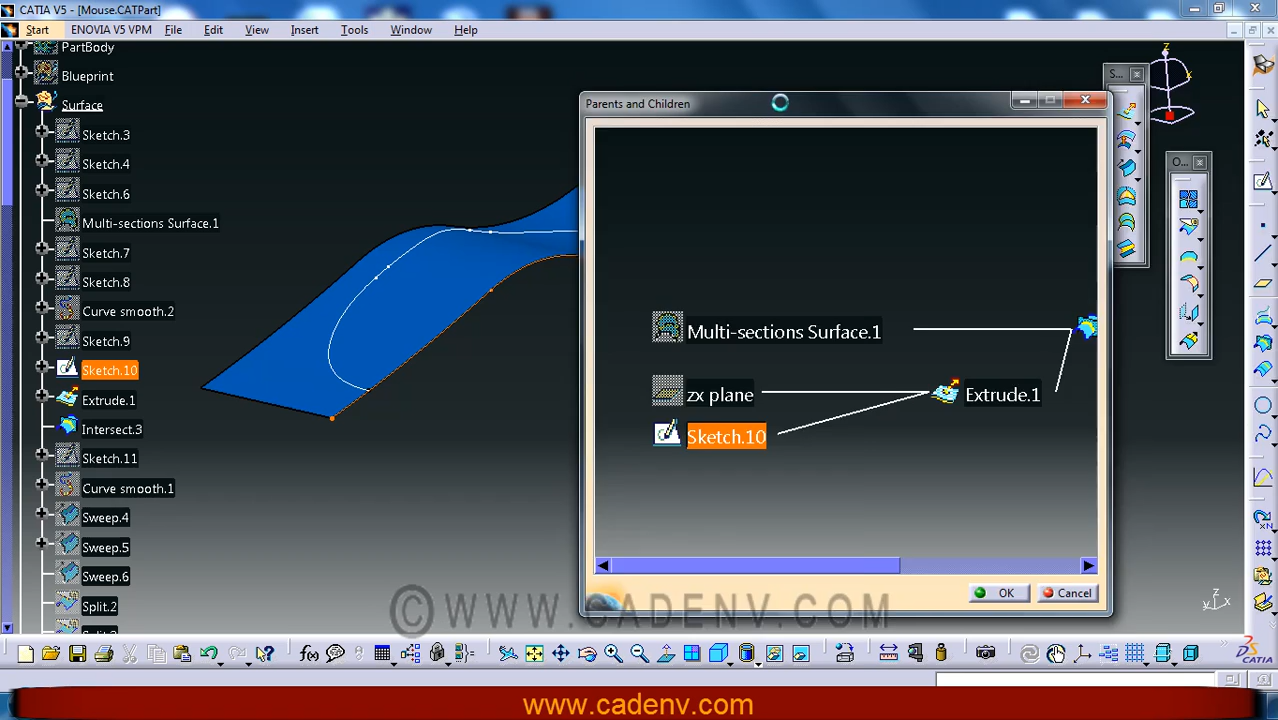 CATIA V5 - [Mouse.CATPart]
Start
ENOVIA V5 VPM
File
Edit
View
Insert
Tools
Window
Help
PartBody
Blueprint
Surface
Sketch.3
Sketch.4
Sketch.6
Multi-sections Surface.1
Sketch.7
Sketch.8
Curve smooth.2
Sketch.9
Sketch.10
Extrude.1
Intersect.3
Sketch.11
Curve smooth.1
Sweep.4
Sweep.5
Sweep.6
Split.2
Parents and Children
Multi-sections Surface.1
zx plane
Extrude.1
Sketch.10
OK
Cancel
S...
O...
z
x
z
y
x
f(x)
©WWW.CADENV.COM
CATIA
www.cadenv.com